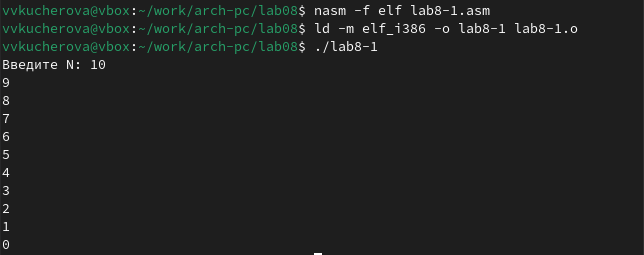 vvkucherova@vbox:~/work/arch-pc/lab08$ nasm -f elf lab8-1.asm
vvkucherova@vbox:~/work/arch-pc/lab08$ ld -m elf_i386 -o lab8-1 lab8-1.o
vvkucherova@vbox:~/work/arch-pc/lab08$ ./lab8-1
Введите N: 10
9
8
7
6
5
4
3
2
1
0